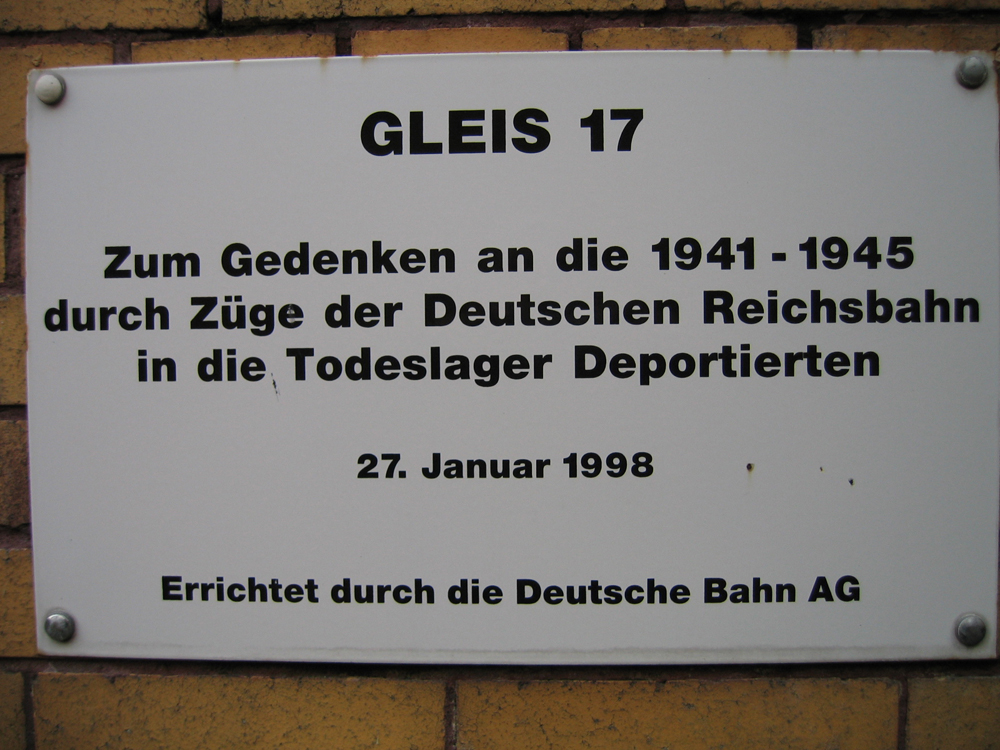 GLEIS 17
Zum Gedenken an die 1941 - 1945
durch Züge der Deutschen Reichsbahn
in die Todeslager Deportierten
27. Januar 1998
Errichtet durch die Deutsche Bahn AG